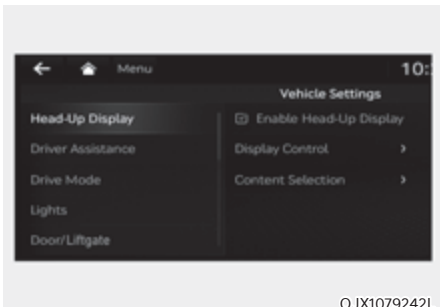 Menu 10:
Vehicle Settings
Head-Up Display
Enable Head-Up Display
Driver Assistance
Display Control
Drive Mode
Content Selection
Lights
Door/Liftgate
OJX1079242L